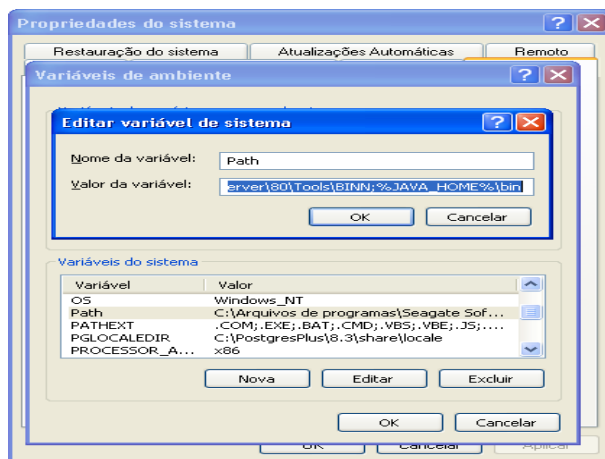 Propriedades do sistema
Restauração do sistema Atualizações Automáticas Remoto
Variáveis de ambiente
Editar variável de sistema
Nome da variável: Path
Valor da variável: erver\80\Tools\BINN;%JAVA_HOME%\bin
OK Cancelar
Variáveis do sistema
Variável Valor
OS Windows_NT
Path C:\Arquivos de programas\Seagate Sof...
PATHEXT .COM;.EXE;.BAT;.CMD;.VBS;.VBE;.JS;....
PGLOCALEDIR C:\PostgresPlus\8.3\share\locale
PROCESSOR_A... x86
Nova Editar Excluir
OK Cancelar
OK Cancelar Aplicar